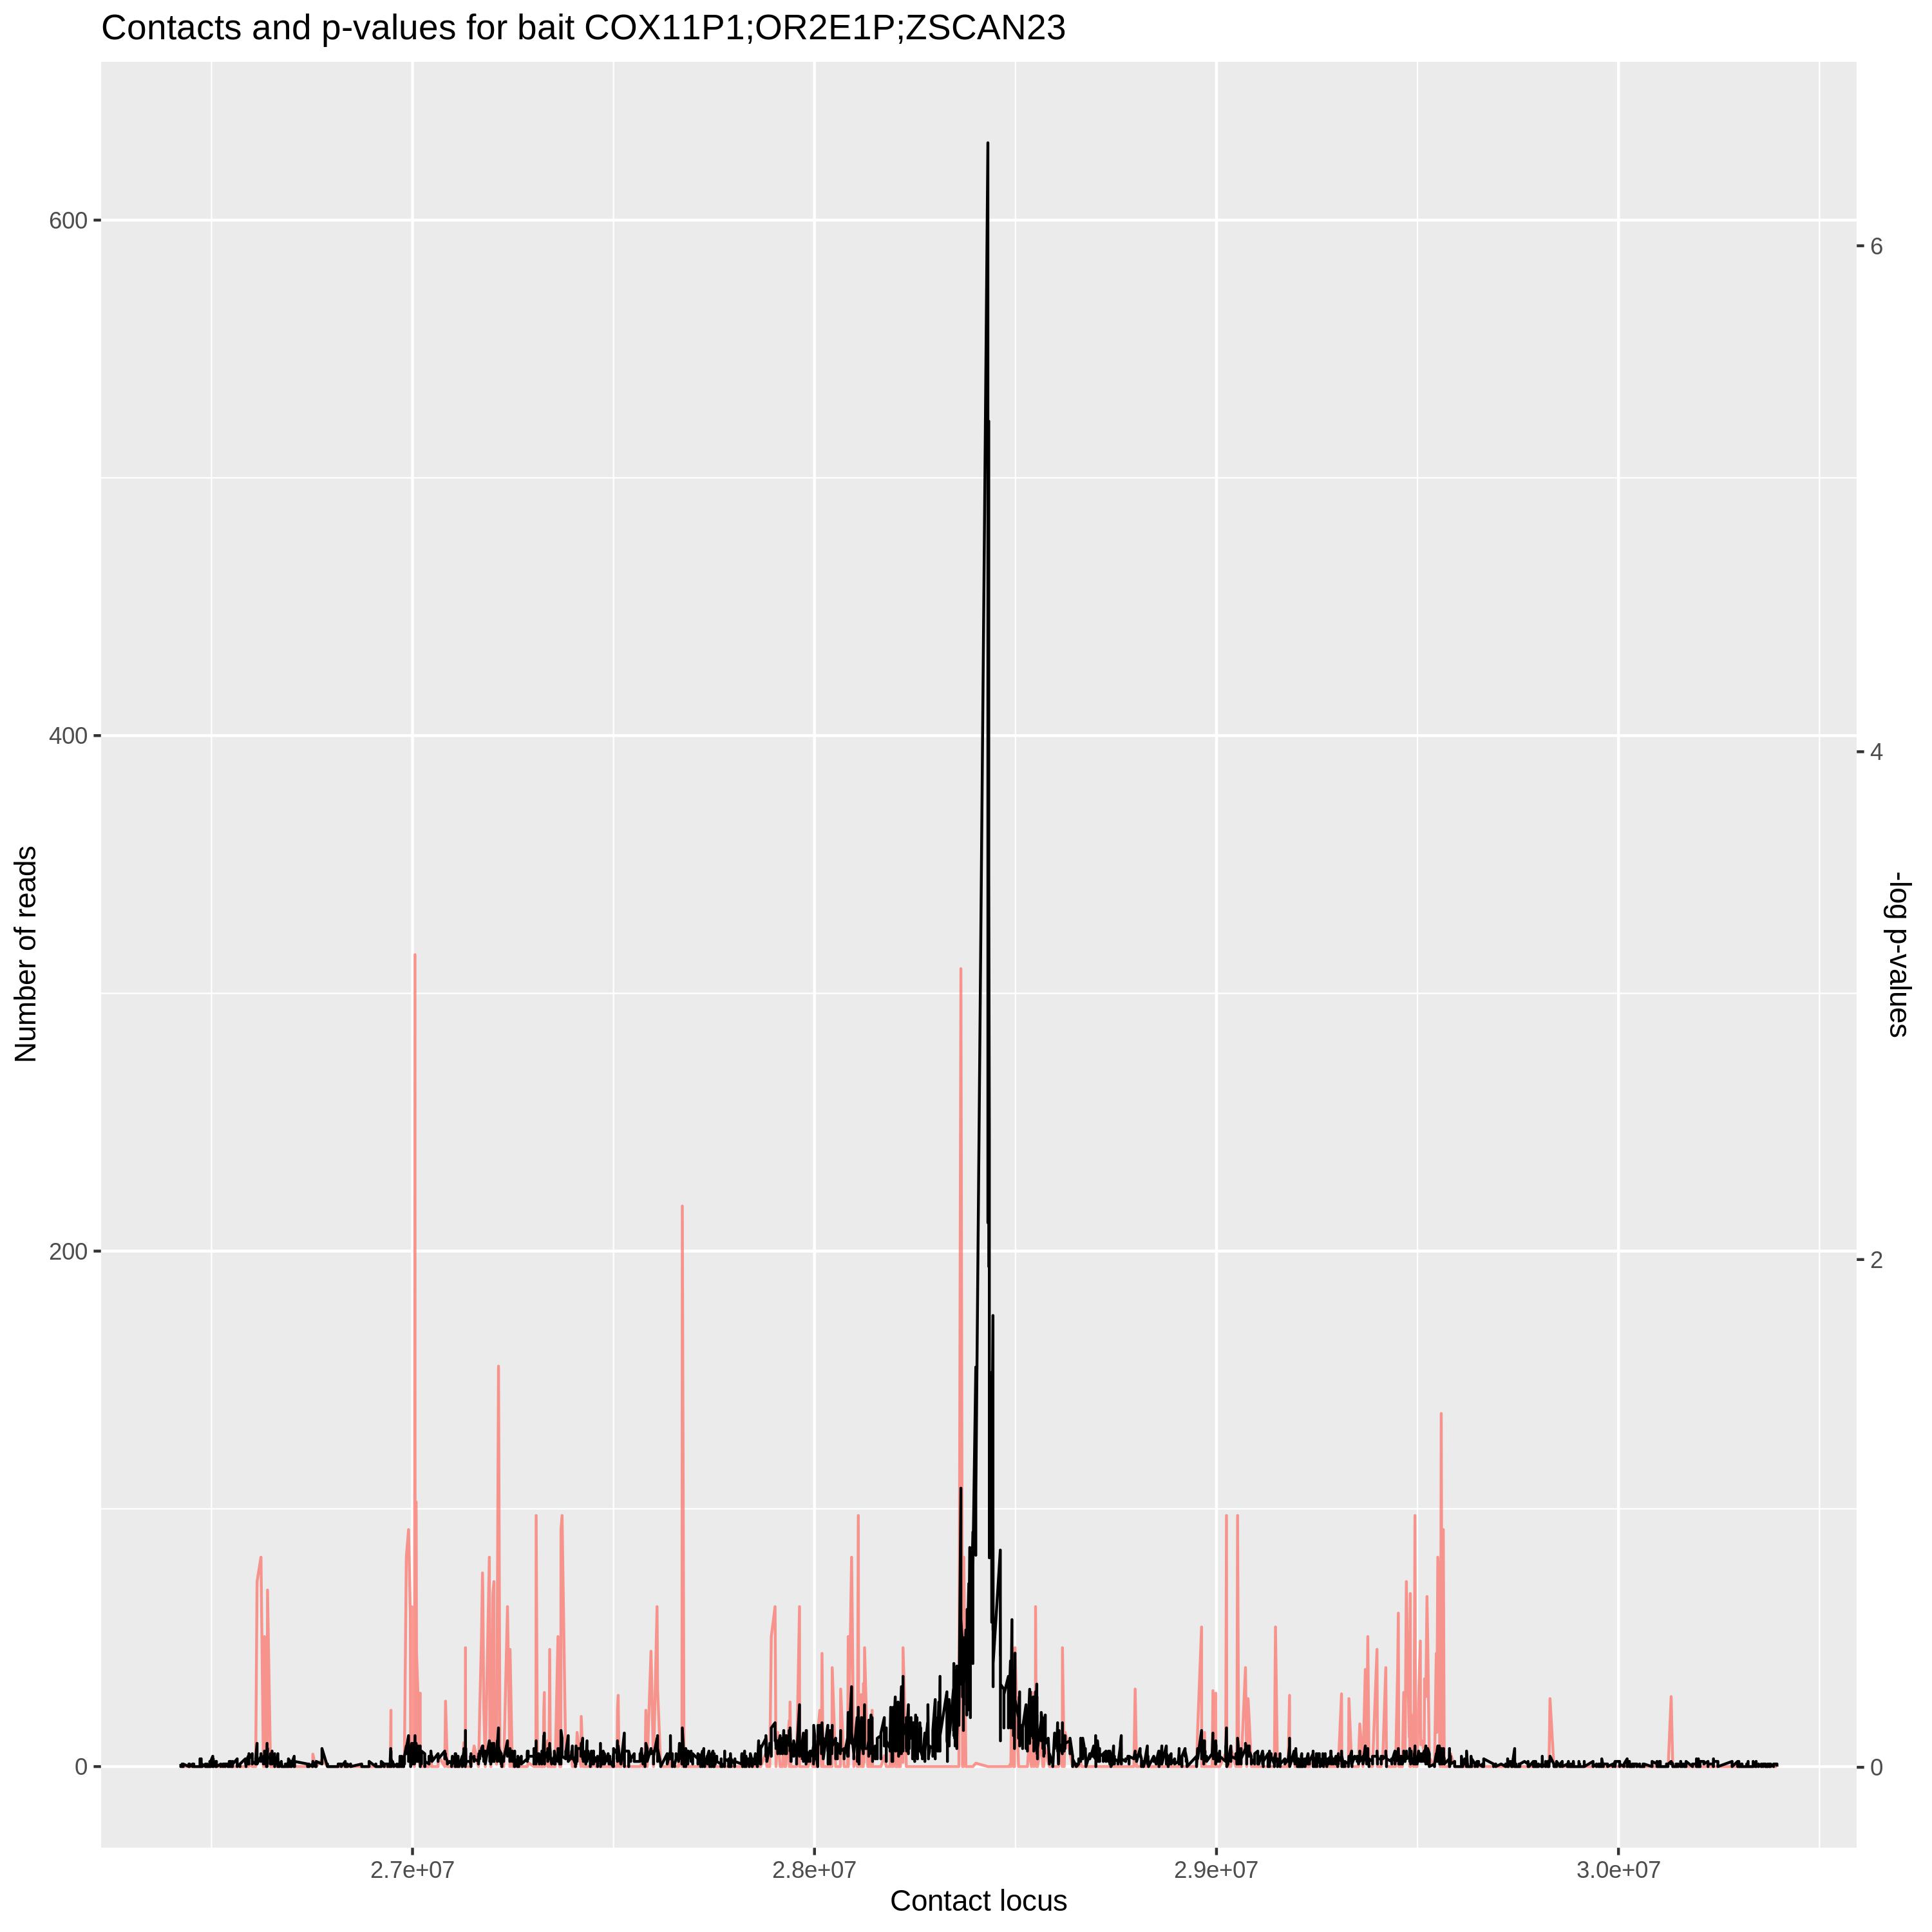 Contacts and p-values for bait COX11P1;OR2E1P;ZSCAN23
600
400
200
0
Number of reads
6
4
2
0
-log p-values
2.7e+07
2.8e+07
2.9e+07
3.0e+07
Contact locus